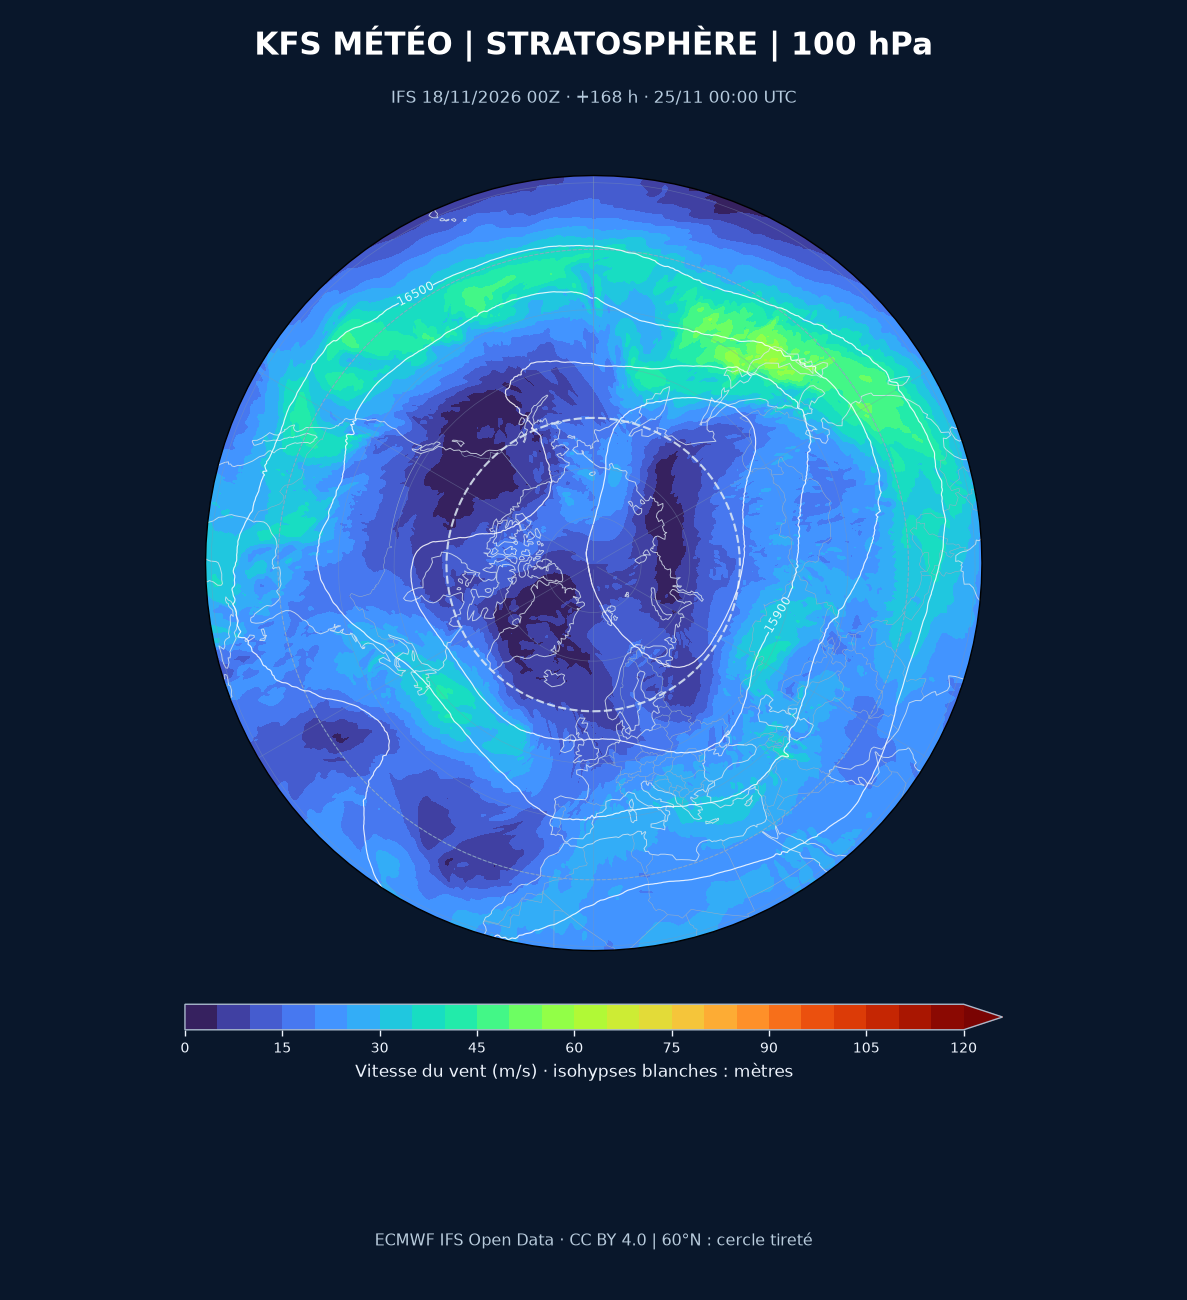 KFS MÉTÉO | STRATOSPHÈRE | 100 hPa
IFS 18/11/2026 00Z · +168 h · 25/11 00:00 UTC
16500
15900
0 15 30 45 60 75 90 105 120
Vitesse du vent (m/s) · isohypses blanches : mètres
ECMWF IFS Open Data · CC BY 4.0 | 60°N : cercle tireté